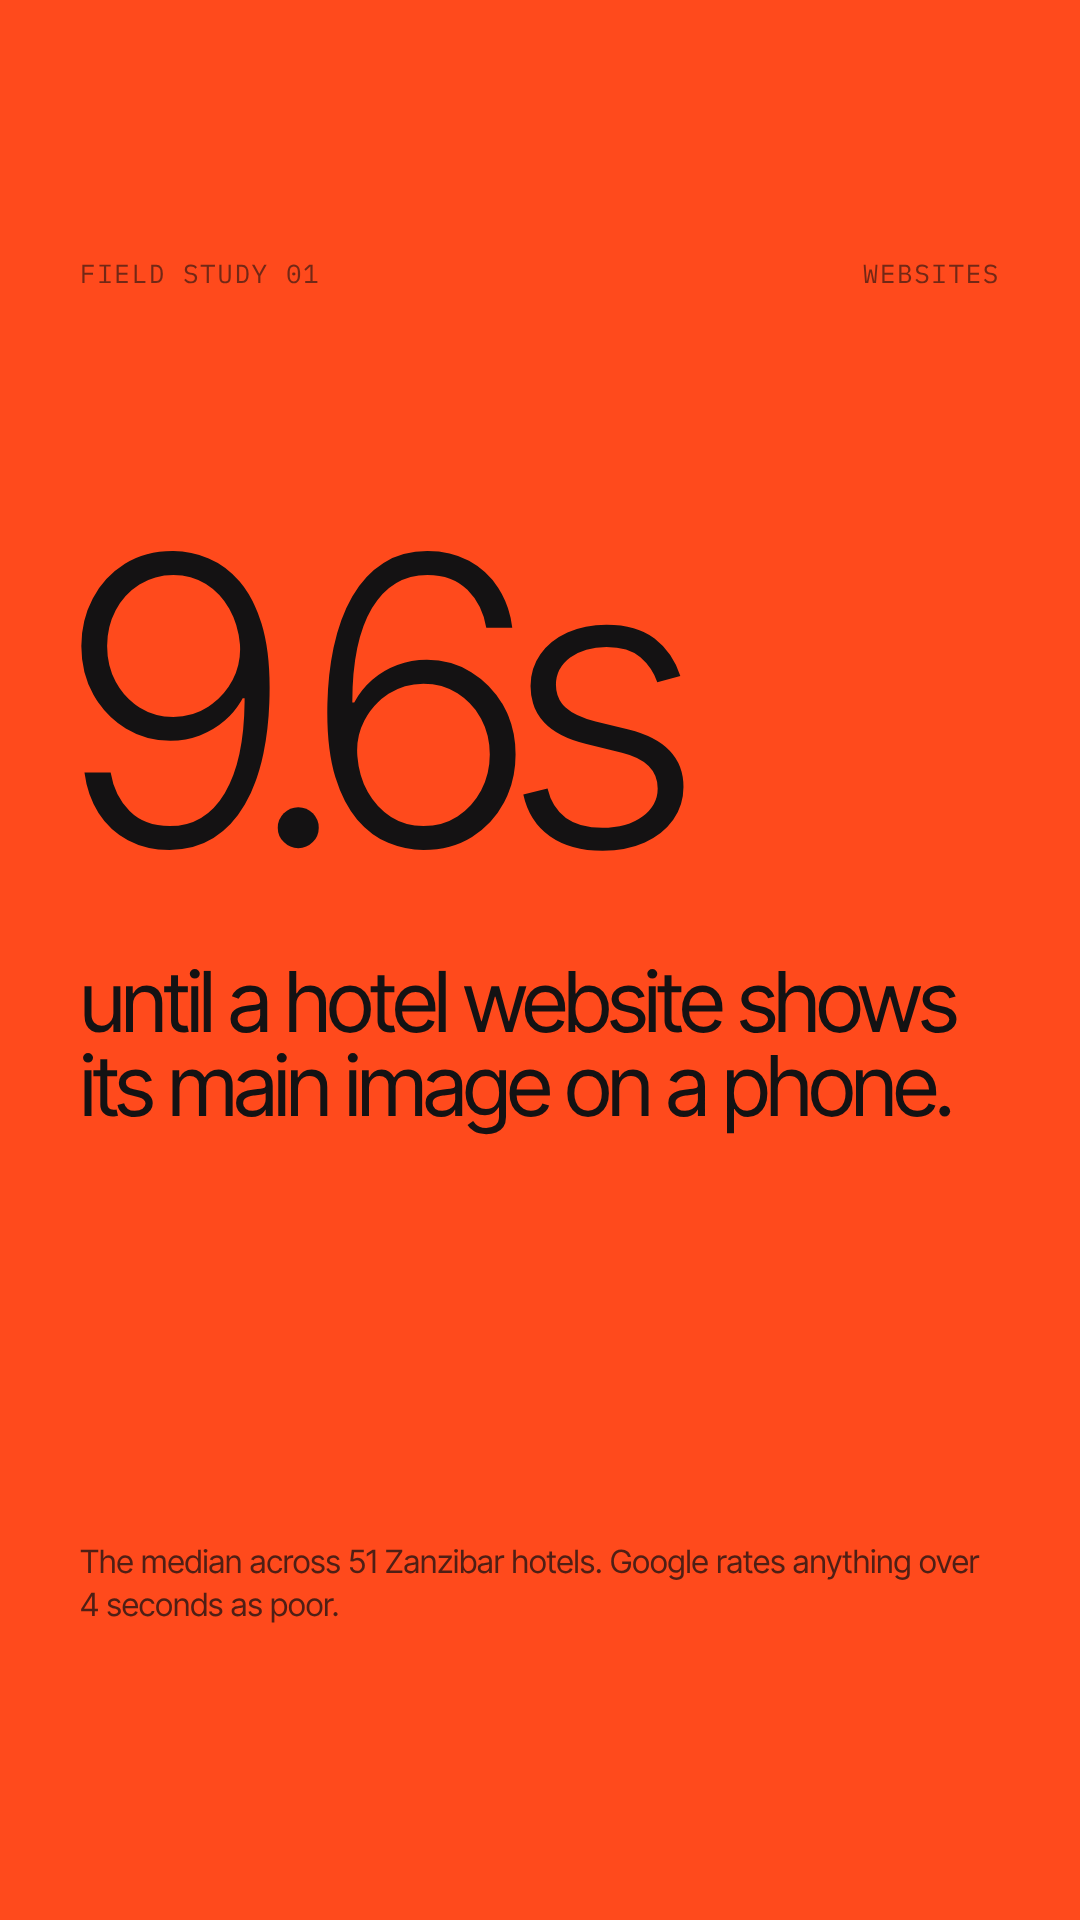 FIELD STUDY 01
WEBSITES
9.6s
until a hotel website shows
its main image on a phone.
The median across 51 Zanzibar hotels. Google rates anything over
4 seconds as poor.